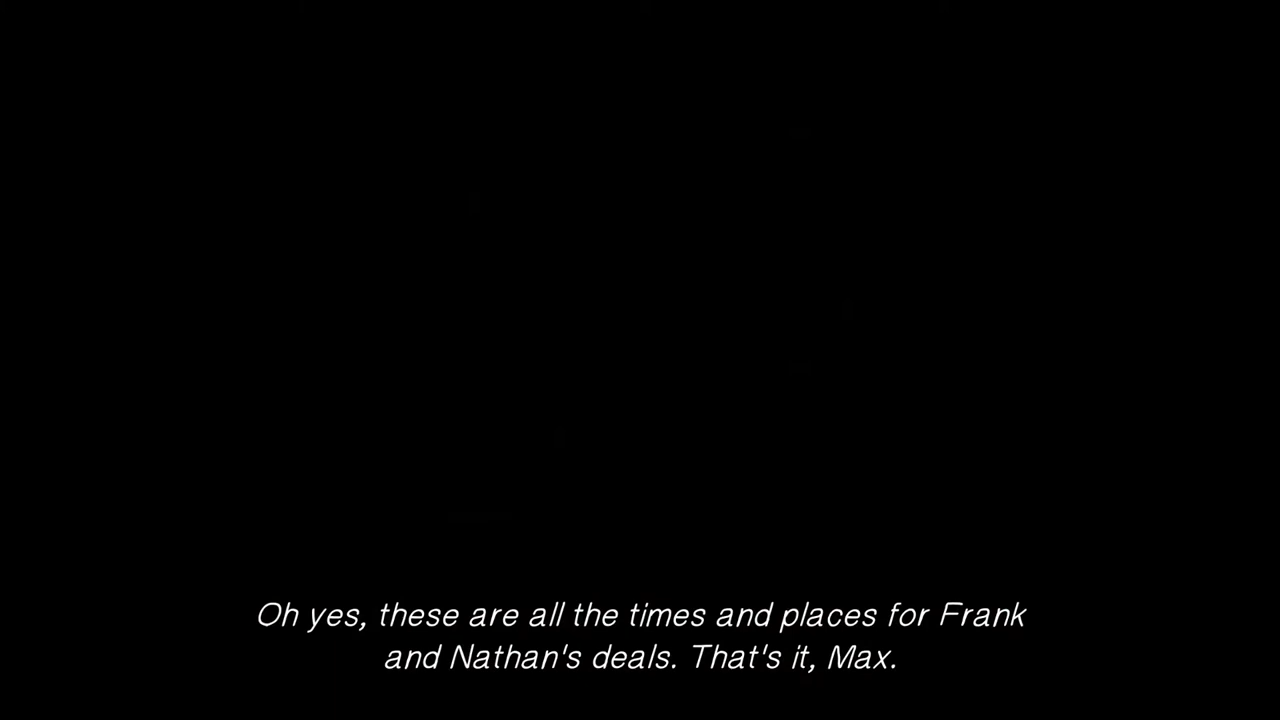 Oh yes, these are all the times and places for Frank
and Nathan's deals. That's it, Max.